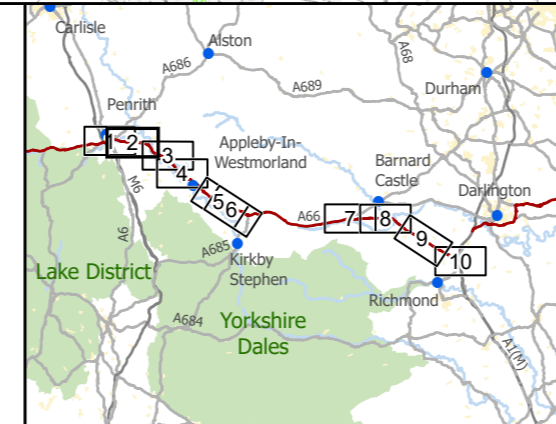 Carlisle
Alston
A686
A68
A689
Durham
Penrith
1
2
3
4
5
6
7
8
9
10
Appleby-In-
Westmorland
Barnard
Castle
Darlington
M6
A6
A66
A685
Kirkby
Stephen
Lake District
Richmond
A684
Yorkshire
Dales
A1(M)